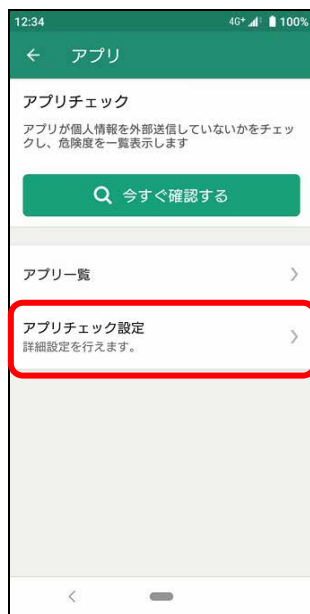 12:34 4G+ 100%
アプリ
アプリチェック
アプリが個人情報を外部送信していないかをチェッ
クし、危険度を一覧表示します
今すぐ確認する
アプリ一覧
アプリチェック設定
詳細設定を行えます。